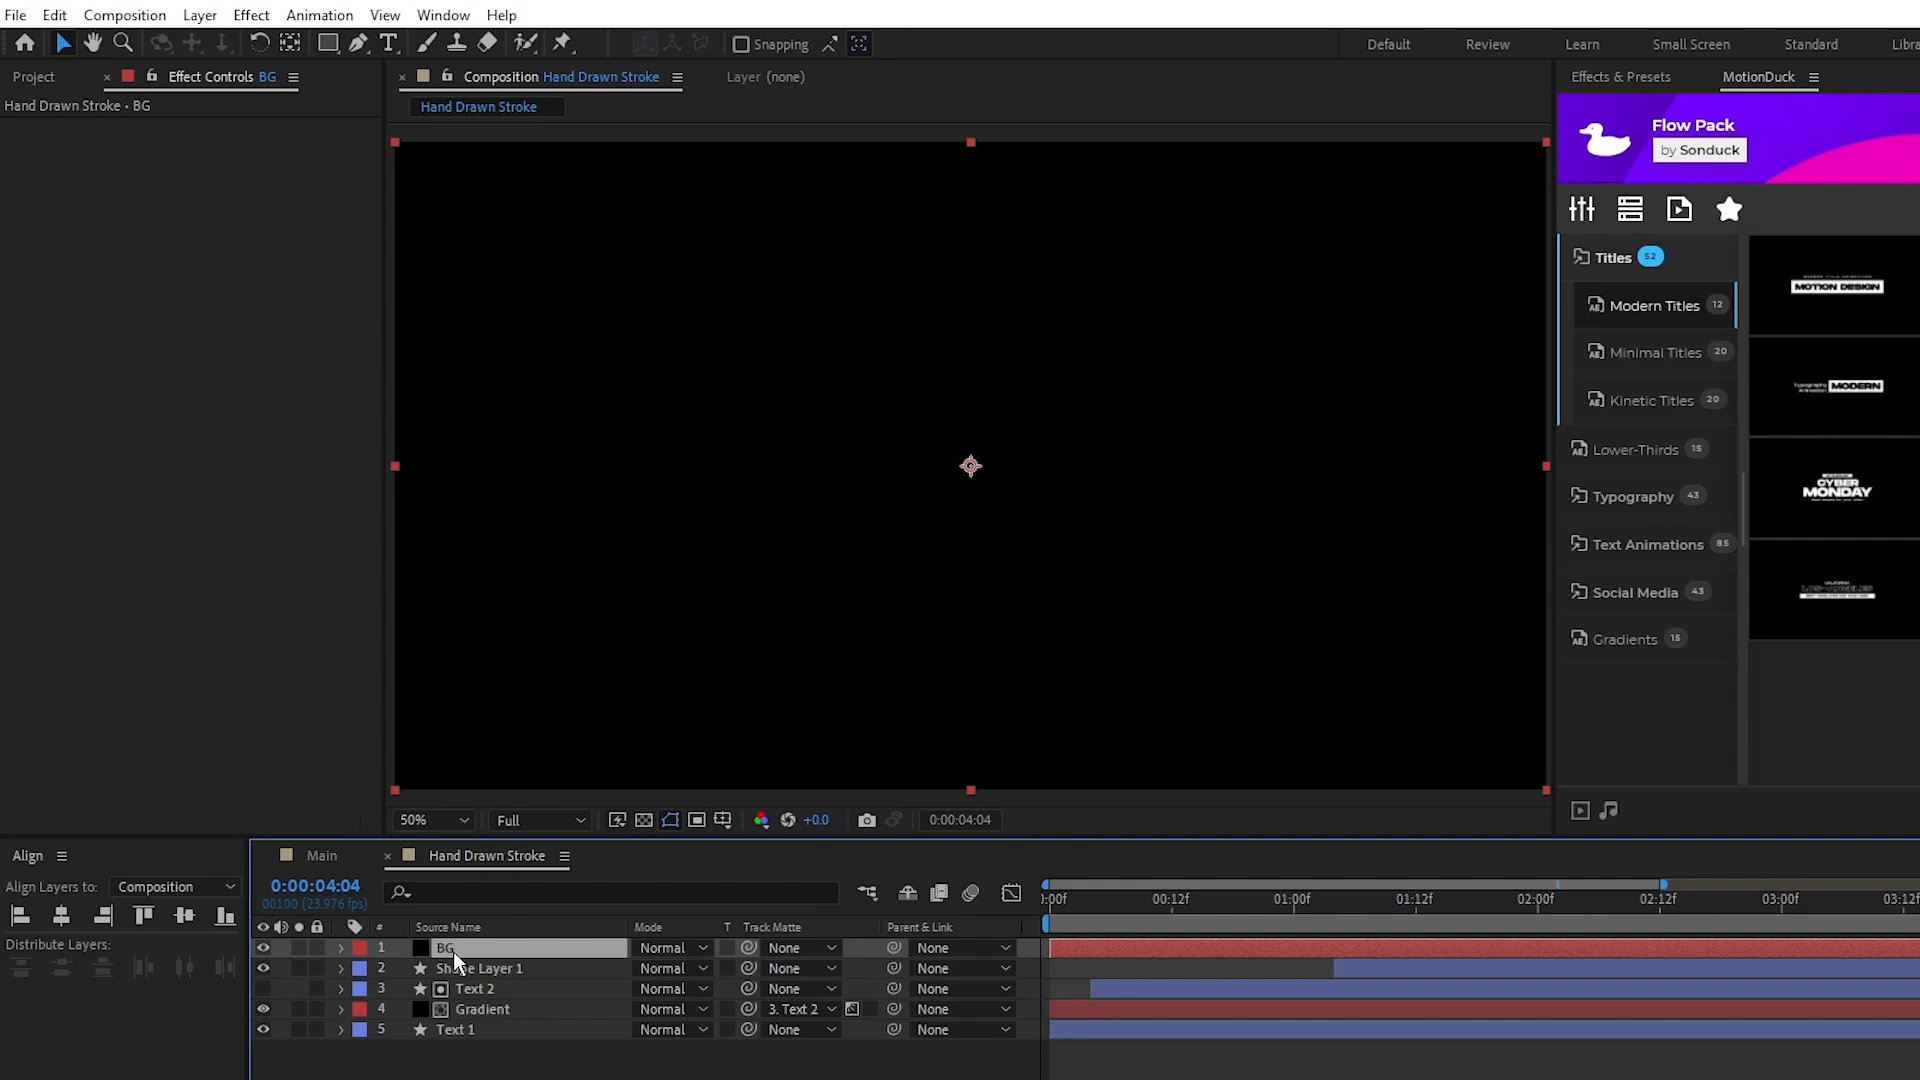 File Edit Composition Layer Effect Animation View Window Help
Snapping Default Review Learn Small Screen Standard Libra
Project × Effect Controls BG × Composition Hand Drawn Stroke Layer (none) Effects & Presets MotionDuck
Hand Drawn Stroke • BG
Hand Drawn Stroke
Flow Pack
by Sonduck
Titles 52
Modern Titles 12
Minimal Titles 20
Kinetic Titles 20
Lower-Thirds 15
Typography 43
Text Animations 85
Social Media 43
Gradients 15
MOTION DESIGN
MODERN
CYBER
MONDAY
LOS-ANGELES
50% Full +0.0 0:00:04:04
Align
Align Layers to: Composition
Distribute Layers:
Main × Hand Drawn Stroke
0:00:04:04
00100 (23.976 fps)
:00f 00:12f 01:00f 01:12f 02:00f 02:12f 03:00f 03:12f
# Source Name Mode T Track Matte Parent & Link
1 BG Normal None None
2 Shape Layer 1 Normal None None
3 Text 2 Normal None None
4 Gradient Normal 3. Text 2 None
5 Text 1 Normal None None